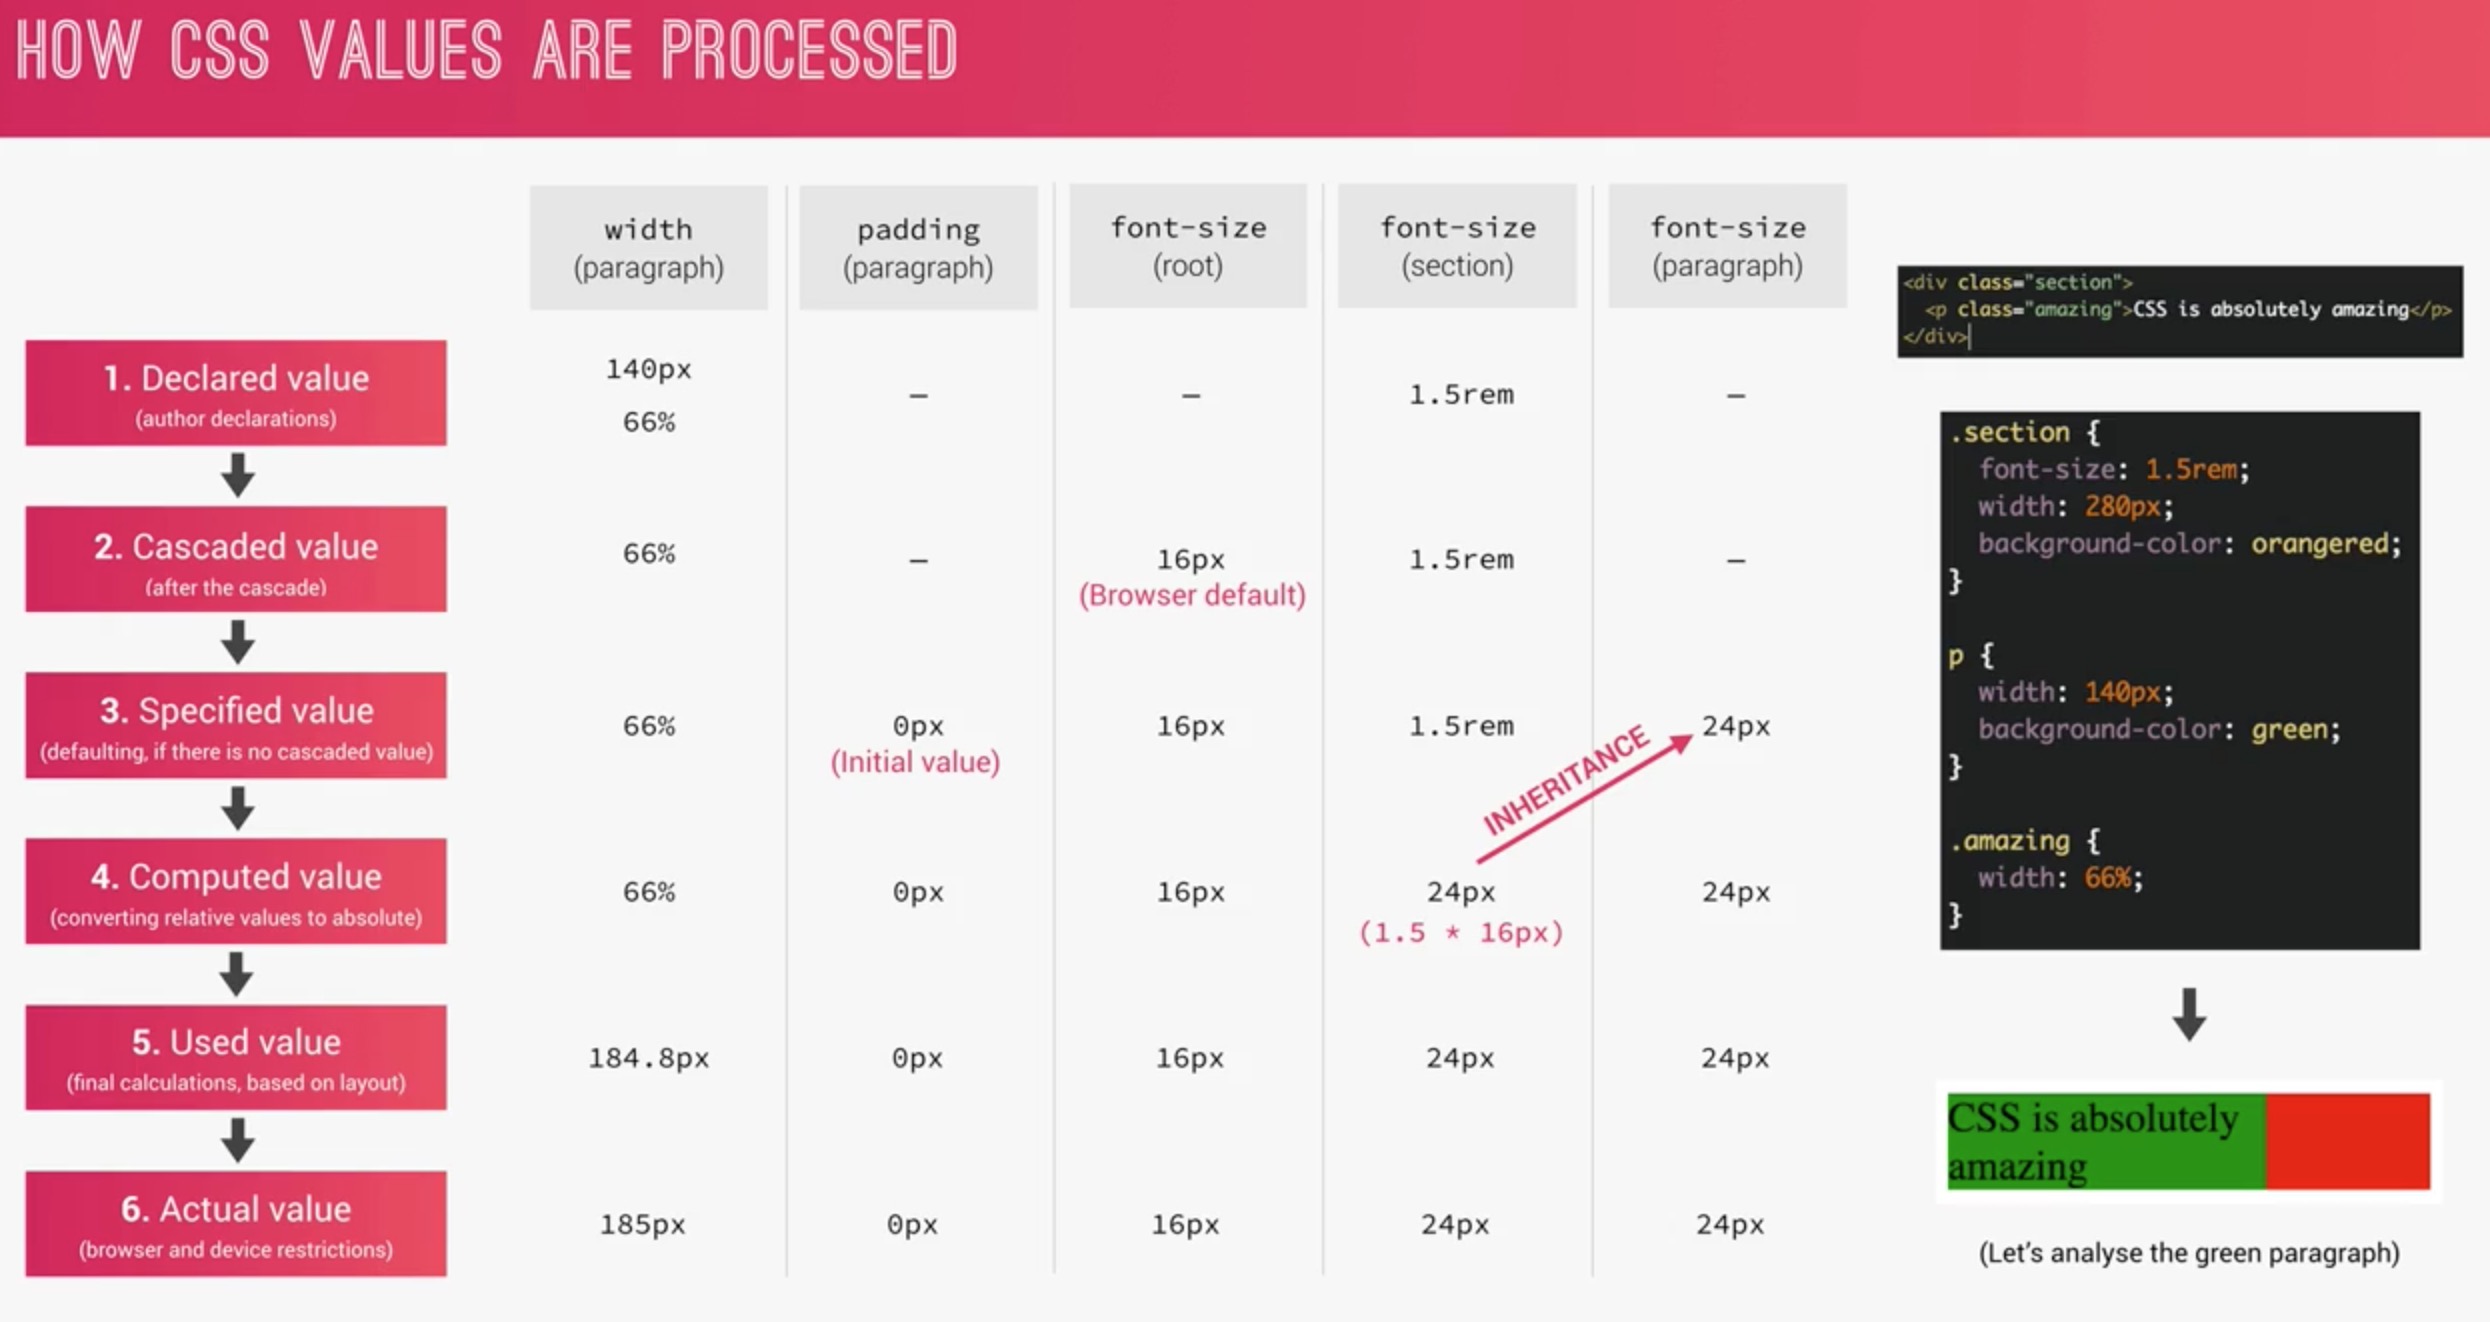 HOW CSS VALUES ARE PROCESSED
width
(paragraph)
padding
(paragraph)
font-size
(root)
font-size
(section)
font-size
(paragraph)
1. Declared value
(author declarations)
140px
66%
–
–
1.5rem
–
2. Cascaded value
(after the cascade)
66%
–
16px
(Browser default)
1.5rem
–
3. Specified value
(defaulting, if there is no cascaded value)
66%
0px
(Initial value)
16px
1.5rem
24px
INHERITANCE
4. Computed value
(converting relative values to absolute)
66%
0px
16px
24px
(1.5 * 16px)
24px
5. Used value
(final calculations, based on layout)
184.8px
0px
16px
24px
24px
6. Actual value
(browser and device restrictions)
185px
0px
16px
24px
24px
<div class="section">
<p class="amazing">CSS is absolutely amazing</p>
</div>
.section {
font-size: 1.5rem;
width: 280px;
background-color: orangered;
}
p {
width: 140px;
background-color: green;
}
.amazing {
width: 66%;
}
CSS is absolutely
amazing
(Let's analyse the green paragraph)